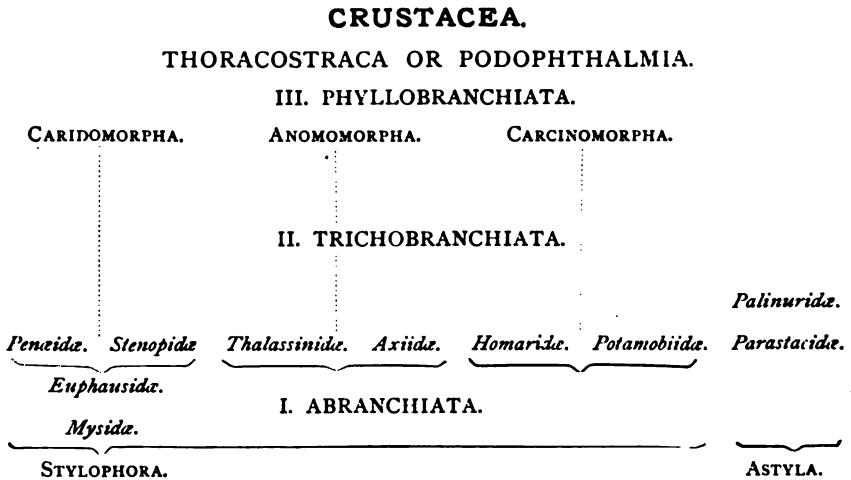 CRUSTACEA.
THORACOSTRACA OR PODOPHTHALMIA.
III. PHYLLOBRANCHIATA.
CARIDOMORPHA. ANOMOMORPHA. CARCINOMORPHA.
II. TRICHOBRANCHIATA.
Palinuridæ.
Penæidæ. Stenopidæ Thalassinidæ. Axiidæ. Homaridæ. Potamobiidæ. Parastacidæ.
Euphausidæ.
I. ABRANCHIATA.
Mysidæ.
STYLOPHORA. ASTYLA.